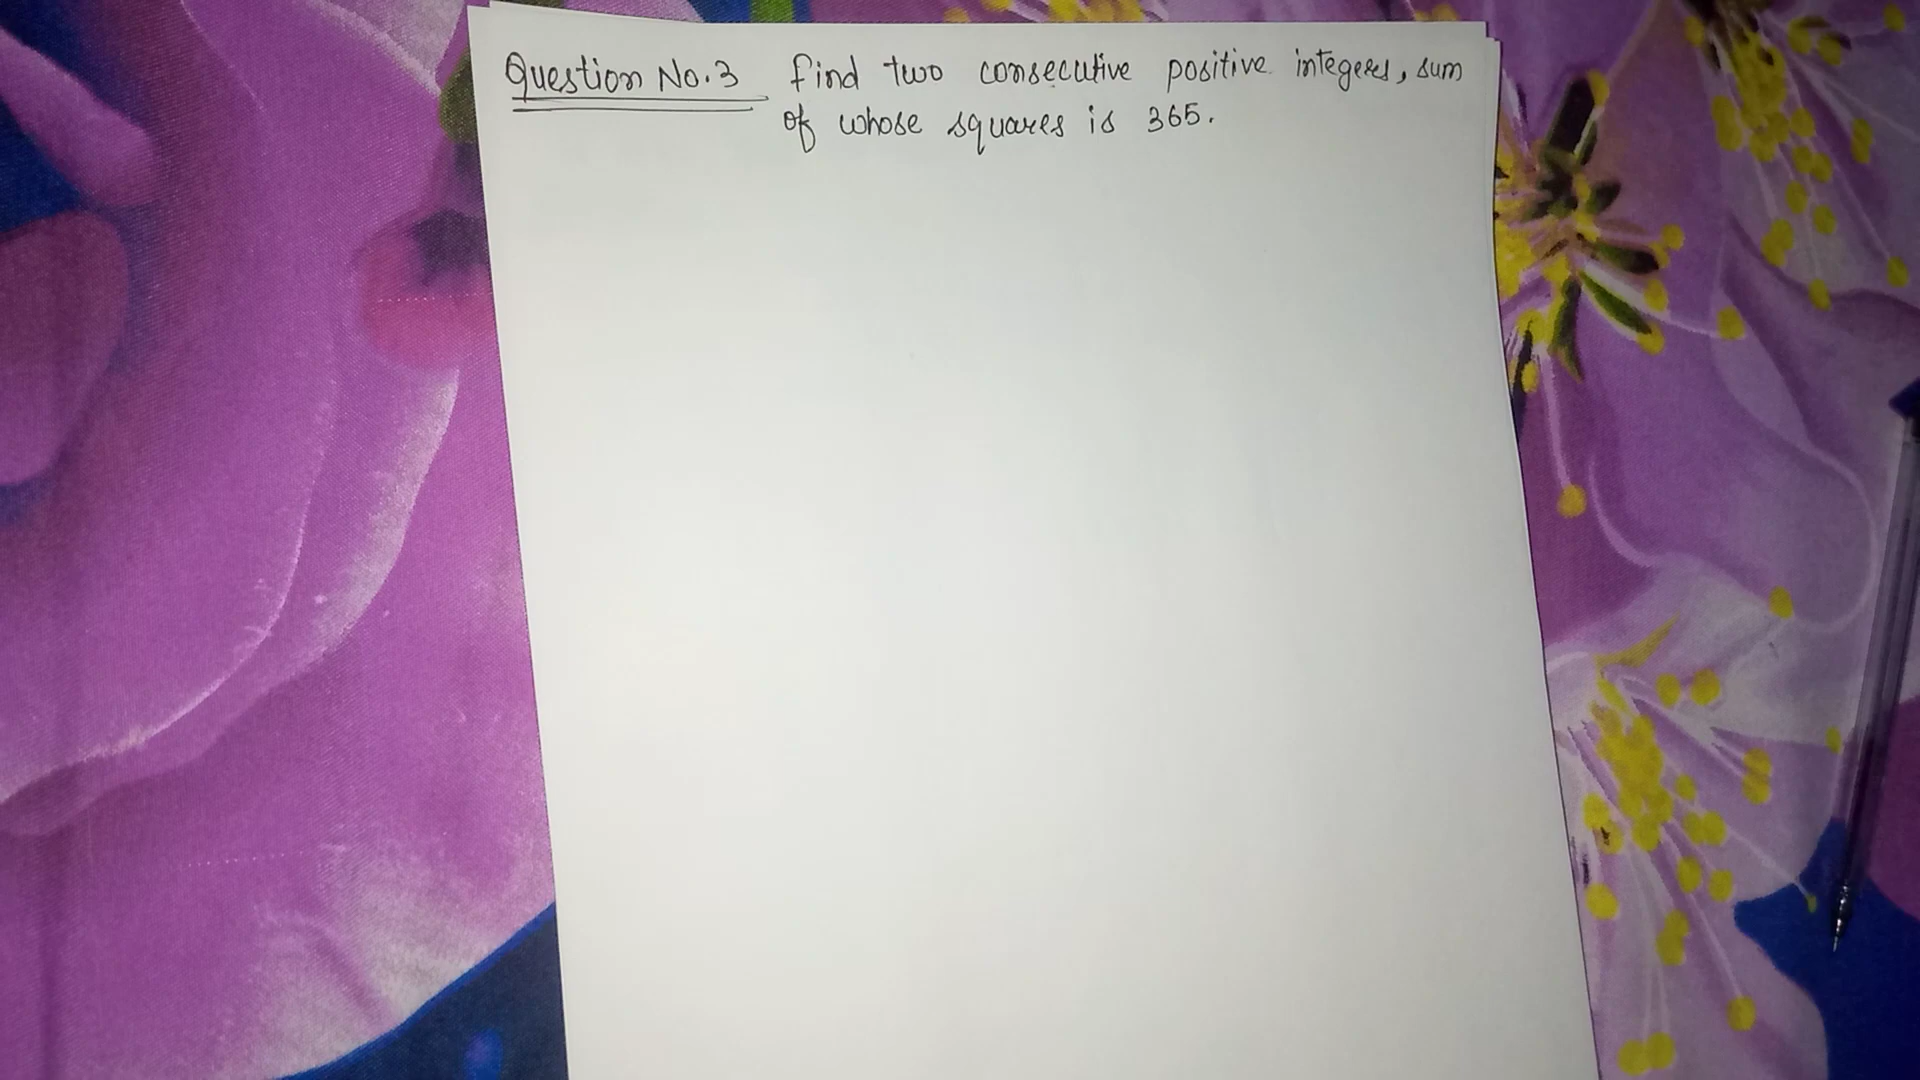 Question No.3 find two consecutive positive integers, sum
of whose squares is 365.